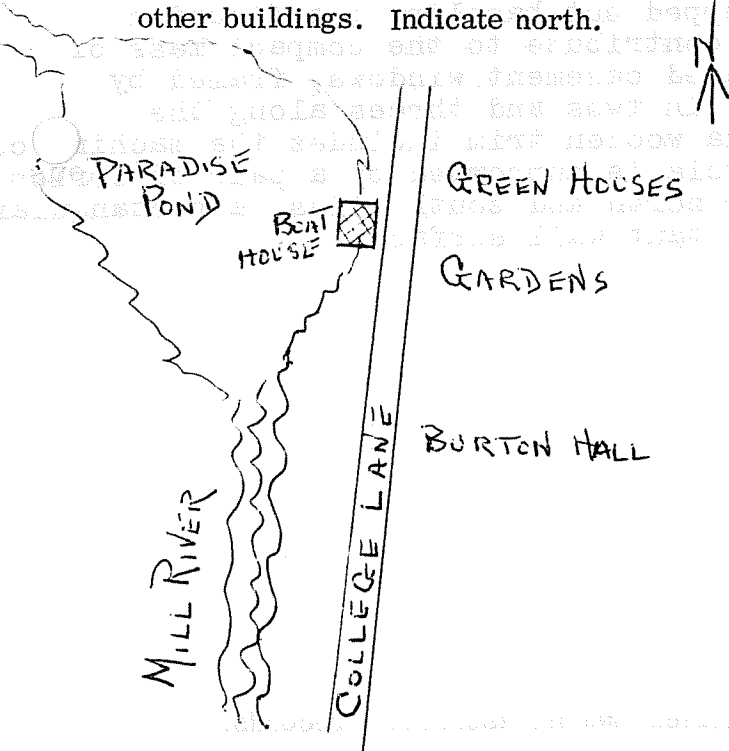 other buildings. Indicate north.
N
PARADISE
POND
BOAT
HOUSE
GREEN HOUSES
GARDENS
BURTON HALL
MILL RIVER
COLLEGE LANE